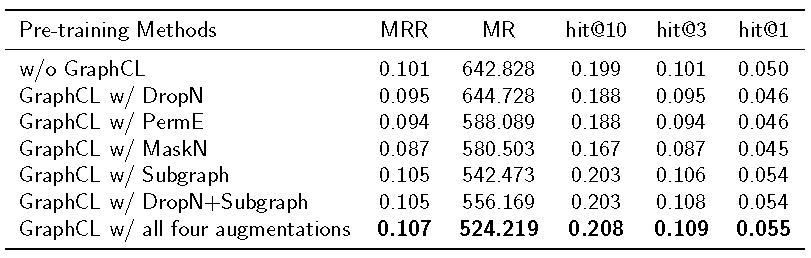 Pre-training Methods MRR MR hit@10 hit@3 hit@1
w/o GraphCL 0.101 642.828 0.199 0.101 0.050
GraphCL w/ DropN 0.095 644.728 0.188 0.095 0.046
GraphCL w/ PermE 0.094 588.089 0.188 0.094 0.046
GraphCL w/ MaskN 0.087 580.503 0.167 0.087 0.045
GraphCL w/ Subgraph 0.105 542.473 0.203 0.106 0.054
GraphCL w/ DropN+Subgraph 0.105 556.169 0.203 0.108 0.054
GraphCL w/ all four augmentations 0.107 524.219 0.208 0.109 0.055